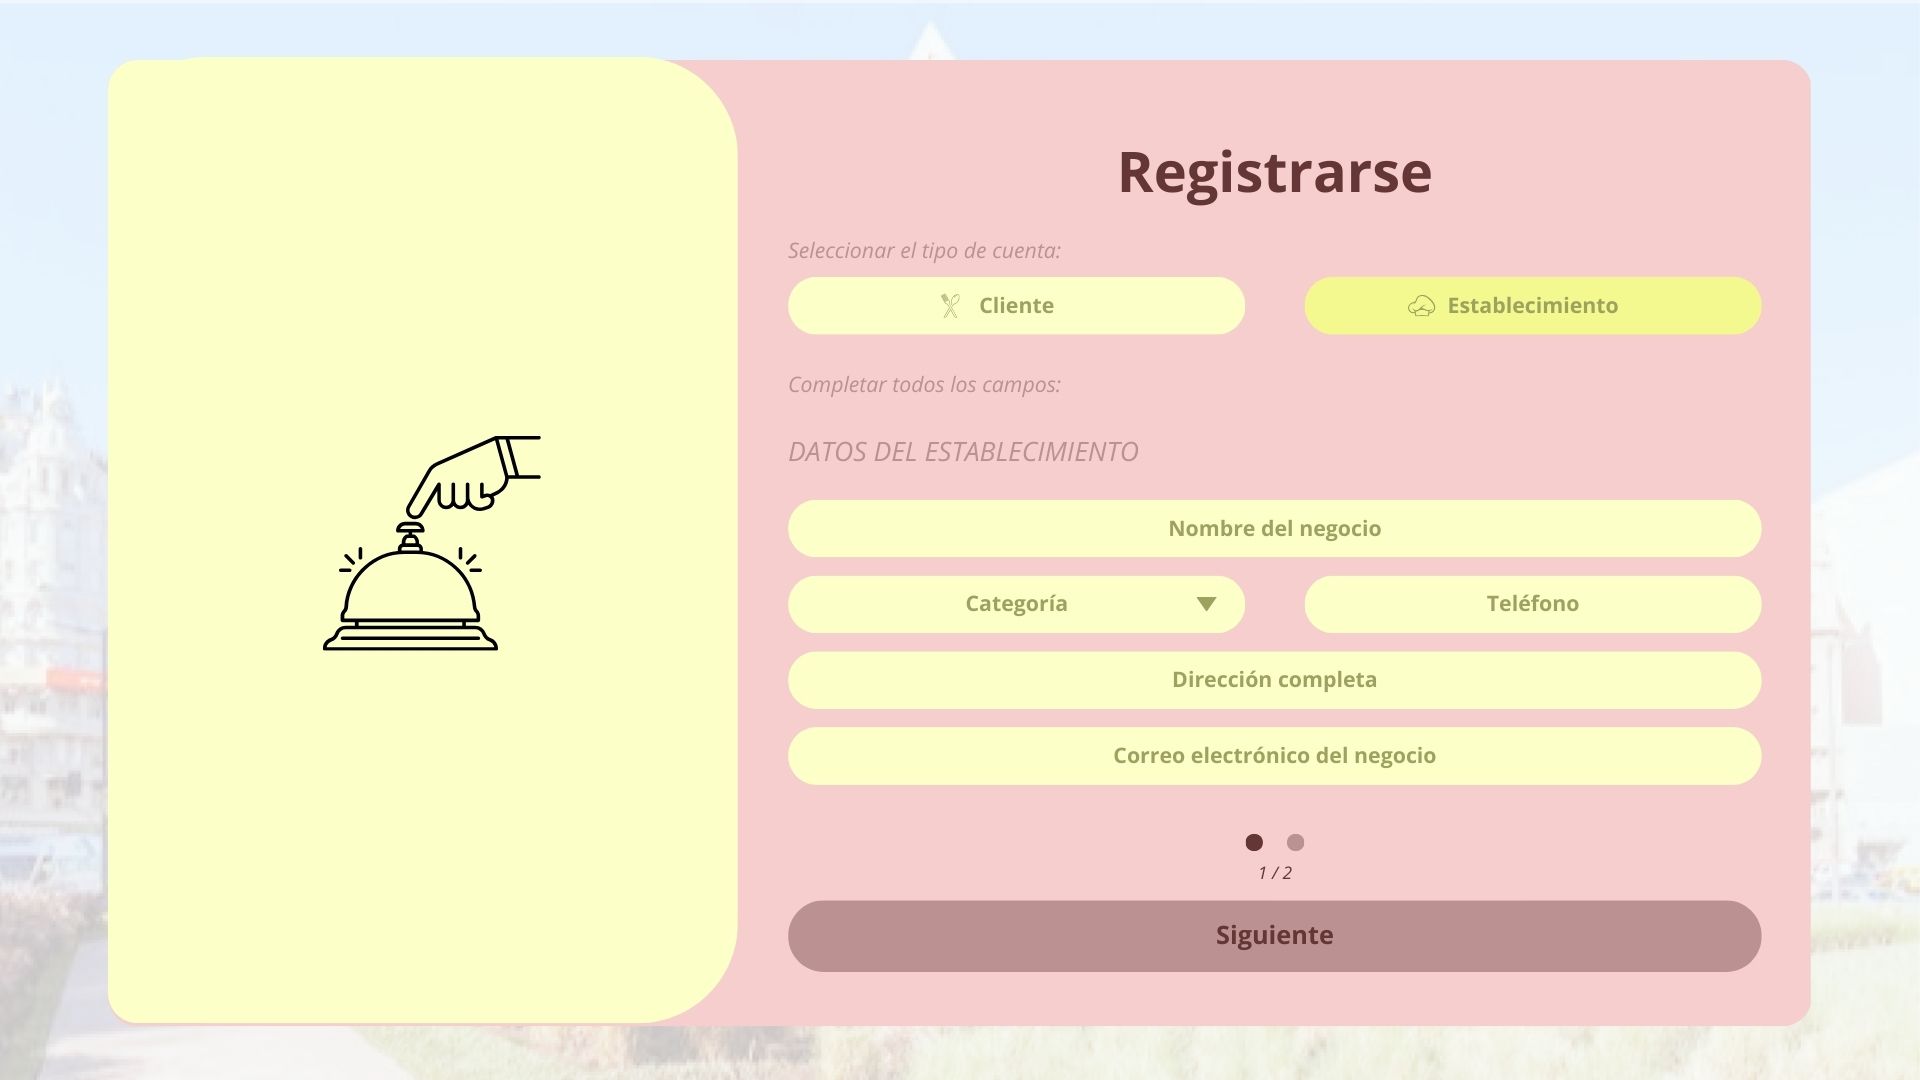 Registrarse
Seleccionar el tipo de cuenta:
Cliente
Establecimiento
Completar todos los campos:
DATOS DEL ESTABLECIMIENTO
Nombre del negocio
Categoría
Teléfono
Dirección completa
Correo electrónico del negocio
1 / 2
Siguiente